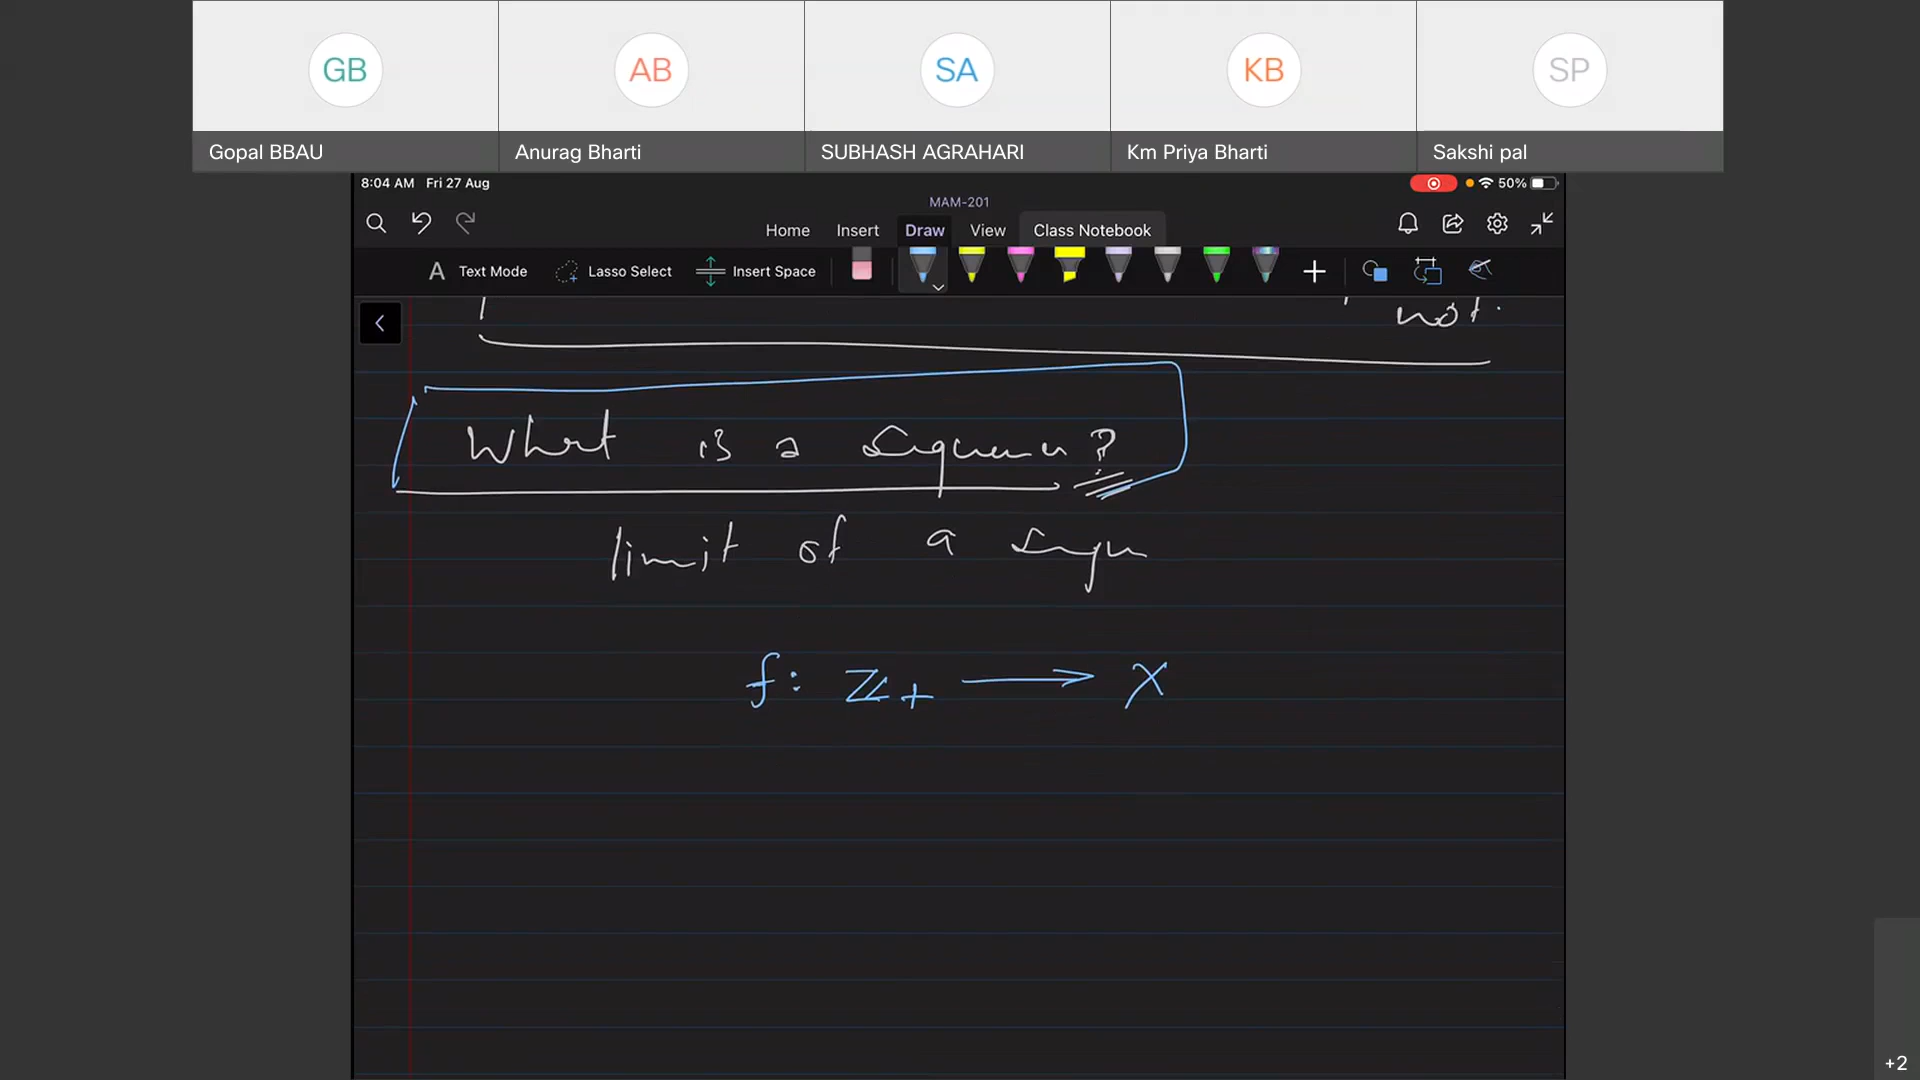 GB AB SA KB SP
Gopal BBAU Anurag Bharti SUBHASH AGRAHARI Km Priya Bharti Sakshi pal
8:04 AM Fri 27 Aug 50%
MAM-201
Home Insert Draw View Class Notebook
A Text Mode Lasso Select Insert Space
not.
What is a Sequence?
limit of a
f: ℤ+ → X
+2